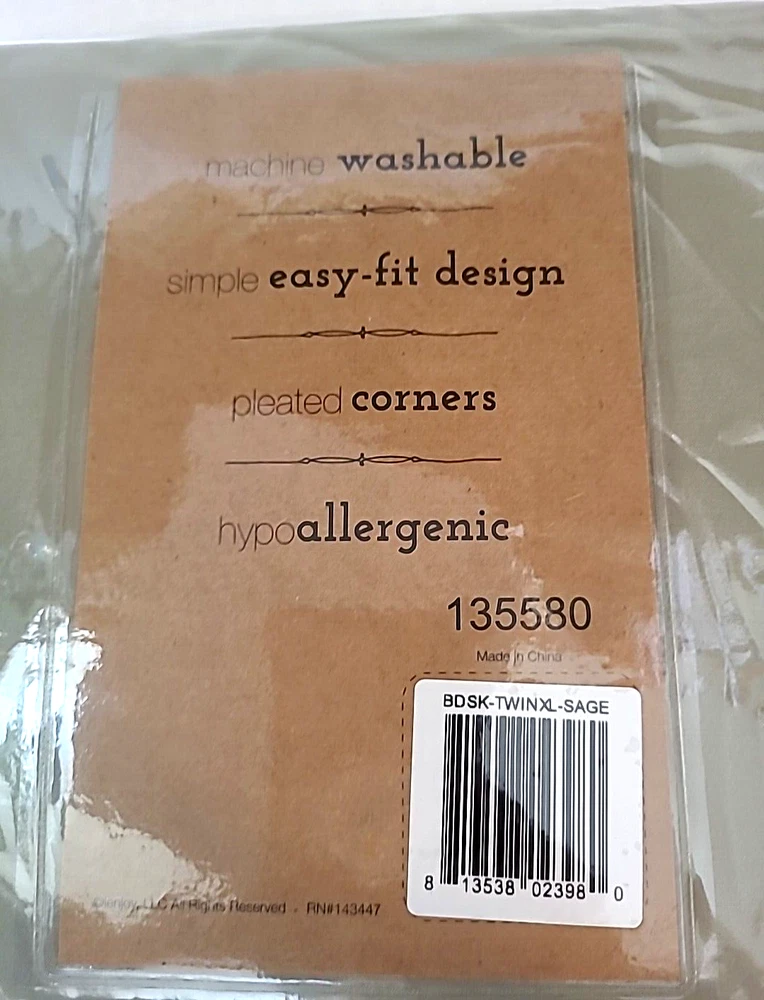 machine washable
simple easy-fit design
pleated corners
hypoallergenic
135580
Made in China
BDSK-TWINXL-SAGE
8 13538 02398 0
©ienjoy, LLC All Rights Reserved - RN#143447